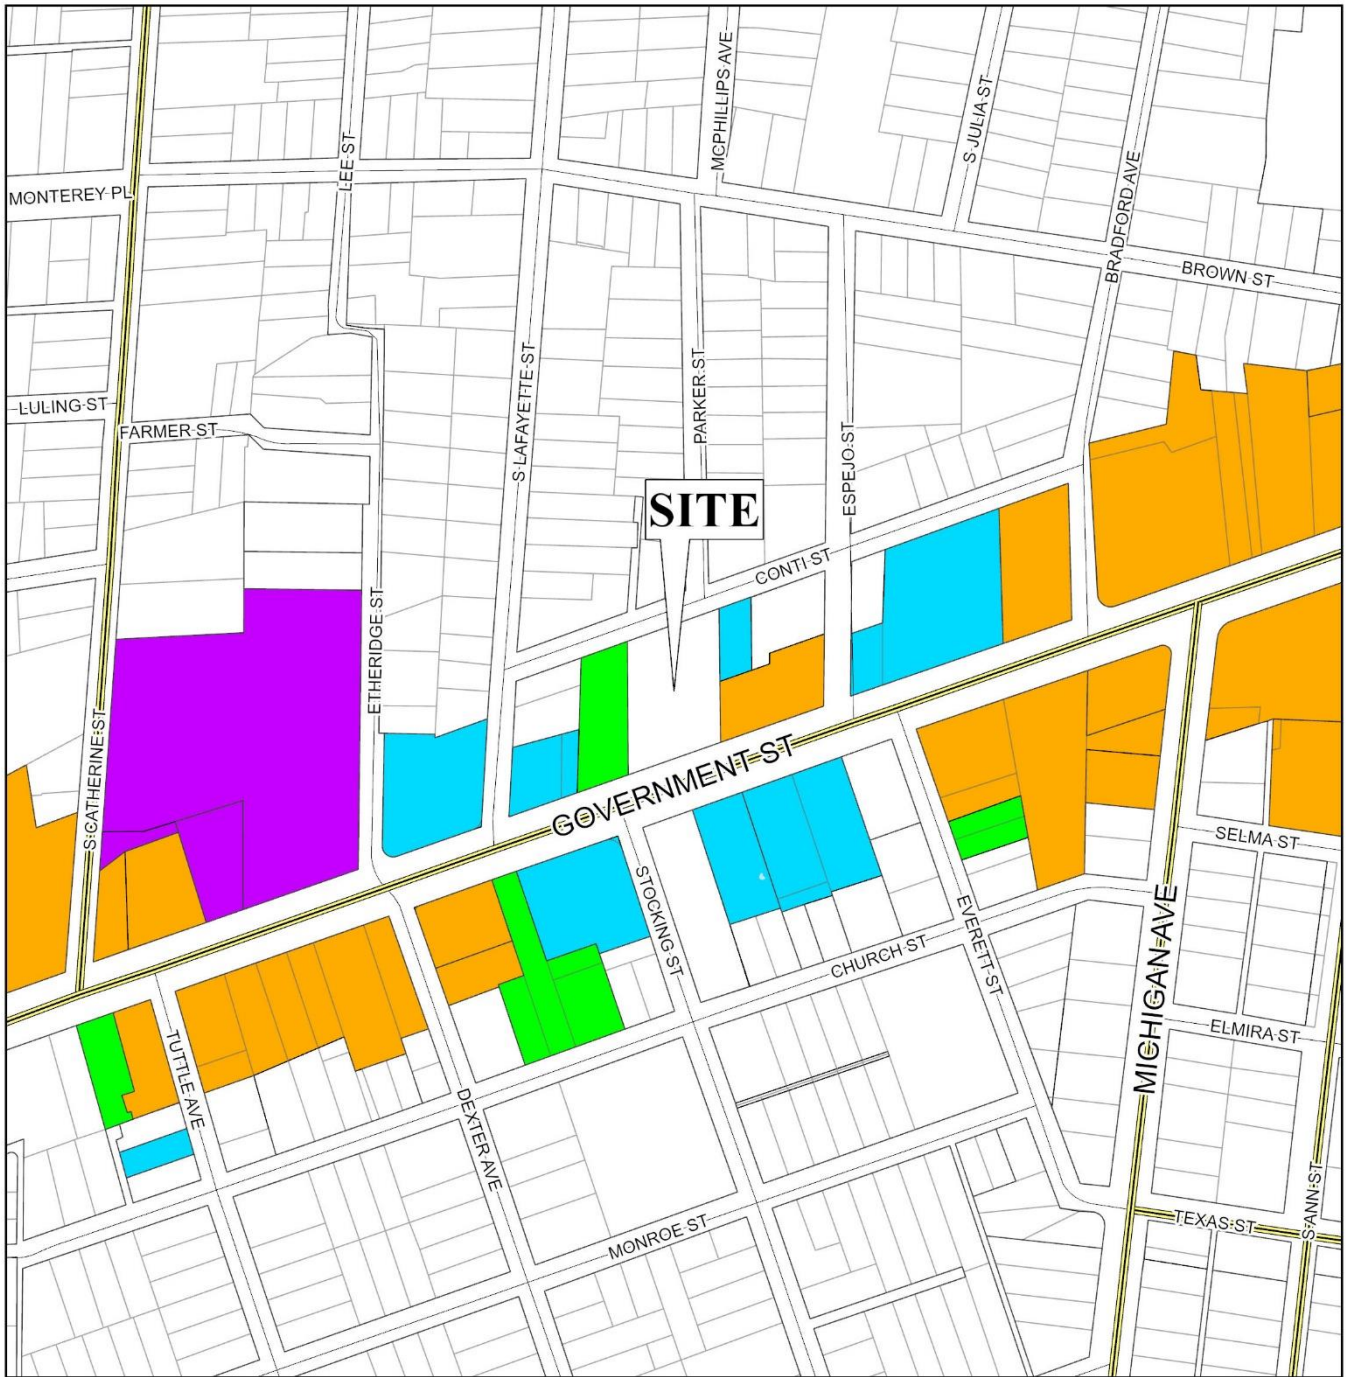 MCPHILLIPS AVE
S JULIA ST
LEE ST
BRADFORD AVE
MONTEREY PL
BROWN ST
S LAFAYETTE ST
PARKER ST
LULING ST
FARMER ST
ESPEJO ST
SITE
CONTI ST
ETHERIDGE ST
S CATHERINE ST
GOVERNMENT ST
SELMA ST
STOCKING ST
EVERETT ST
CHURCH ST
MICHIGAN AVE
ELMIRA ST
TUTTLE AVE
DEXTER AVE
S ANN ST
TEXAS ST
MONROE ST